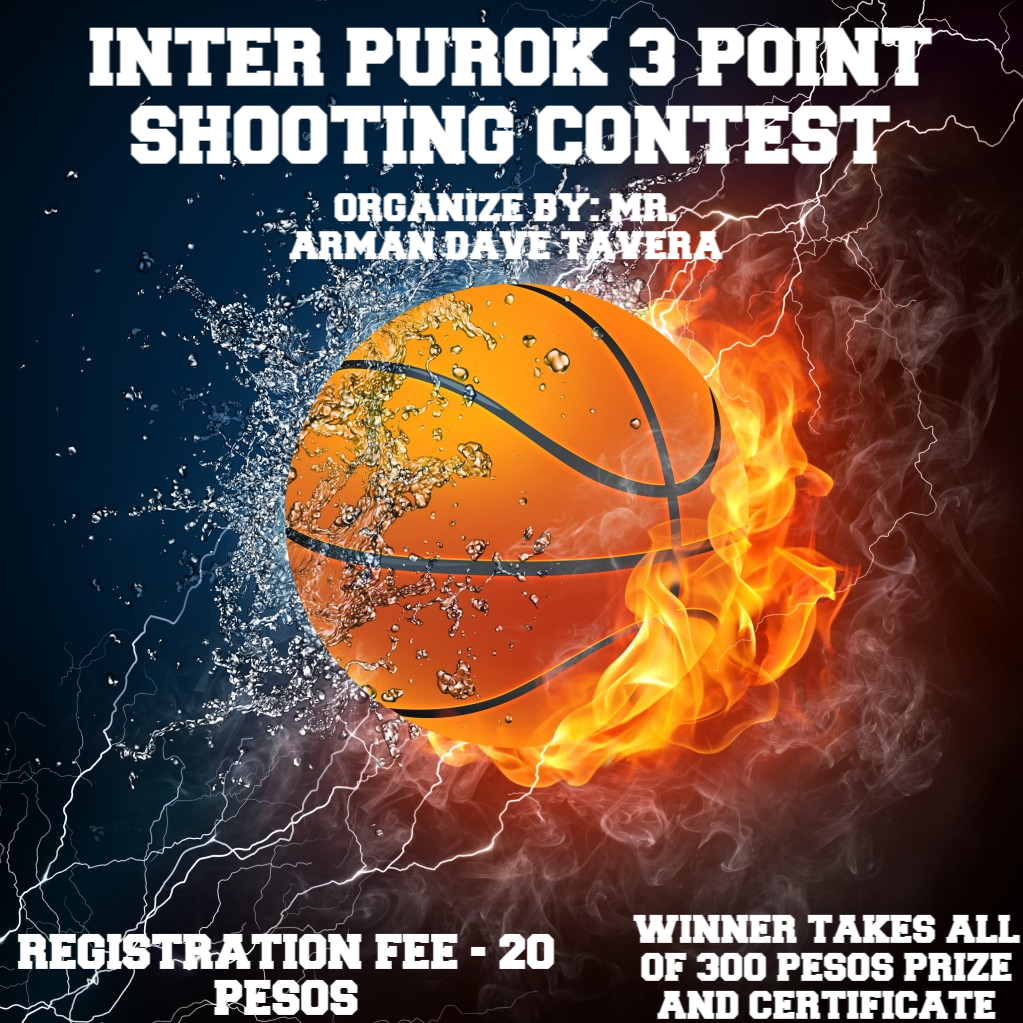 INTER PUROK 3 POINT
SHOOTING CONTEST
ORGANIZE BY: MR.
ARMAN DAVE TAVERA
REGISTRATION FEE - 20
PESOS
WINNER TAKES ALL
OF 300 PESOS PRIZE
AND CERTIFICATE